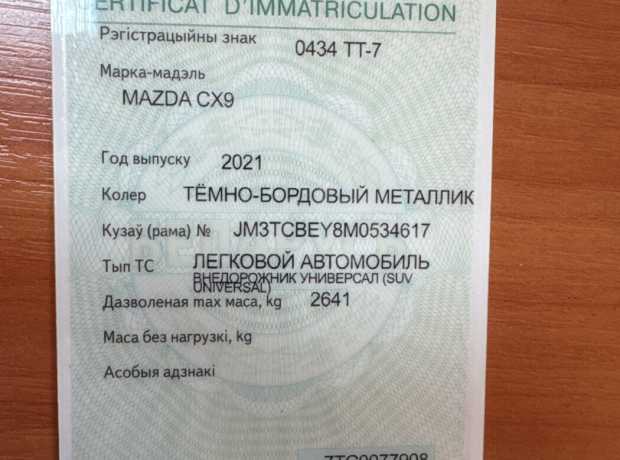 ERTIFICAT D'IMMATRICULATION
Рэгістрацыйны знак 0434 TT-7
Марка-мадэль
MAZDA CX9
Год выпуску 2021
Колер ТЁМНО-БОРДОВЫЙ МЕТАЛЛИК
Кузаў (рама) № JM3TCBEY8M0534617
Тып ТС ЛЕГКОВОЙ АВТОМОБИЛЬ
ВНЕДОРОЖНИК УНИВЕРСАЛ (SUV
UNIVERSAL)
Дазволеная max маса, kg 2641
Маса без нагрузкі, kg
Асобыя адзнакі